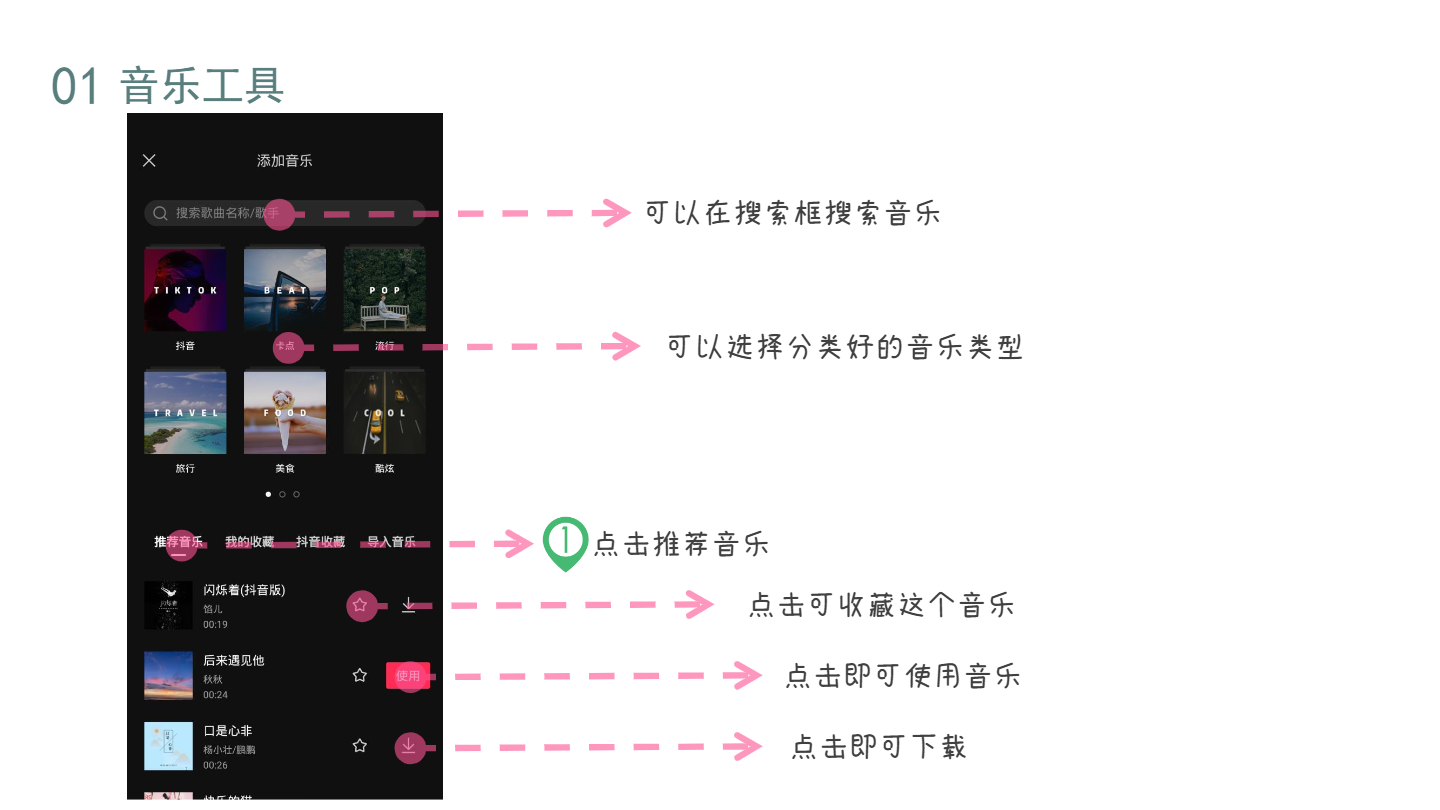 01 音乐工具
添加音乐
搜索歌曲名称/歌手
可以在搜索框搜索音乐
TIKTOK
BEAT
POP
抖音
卡点
流行
可以选择分类好的音乐类型
TRAVEL
FOOD
COOL
旅行
美食
酷炫
推荐音乐
我的收藏
抖音收藏
导入音乐
1
点击推荐音乐
闪烁着(抖音版)
馅儿
00:19
点击可收藏这个音乐
后来遇见他
秋秋
00:24
使用
点击即可使用音乐
口是心非
杨小壮/鹏鹏
00:26
点击即可下载